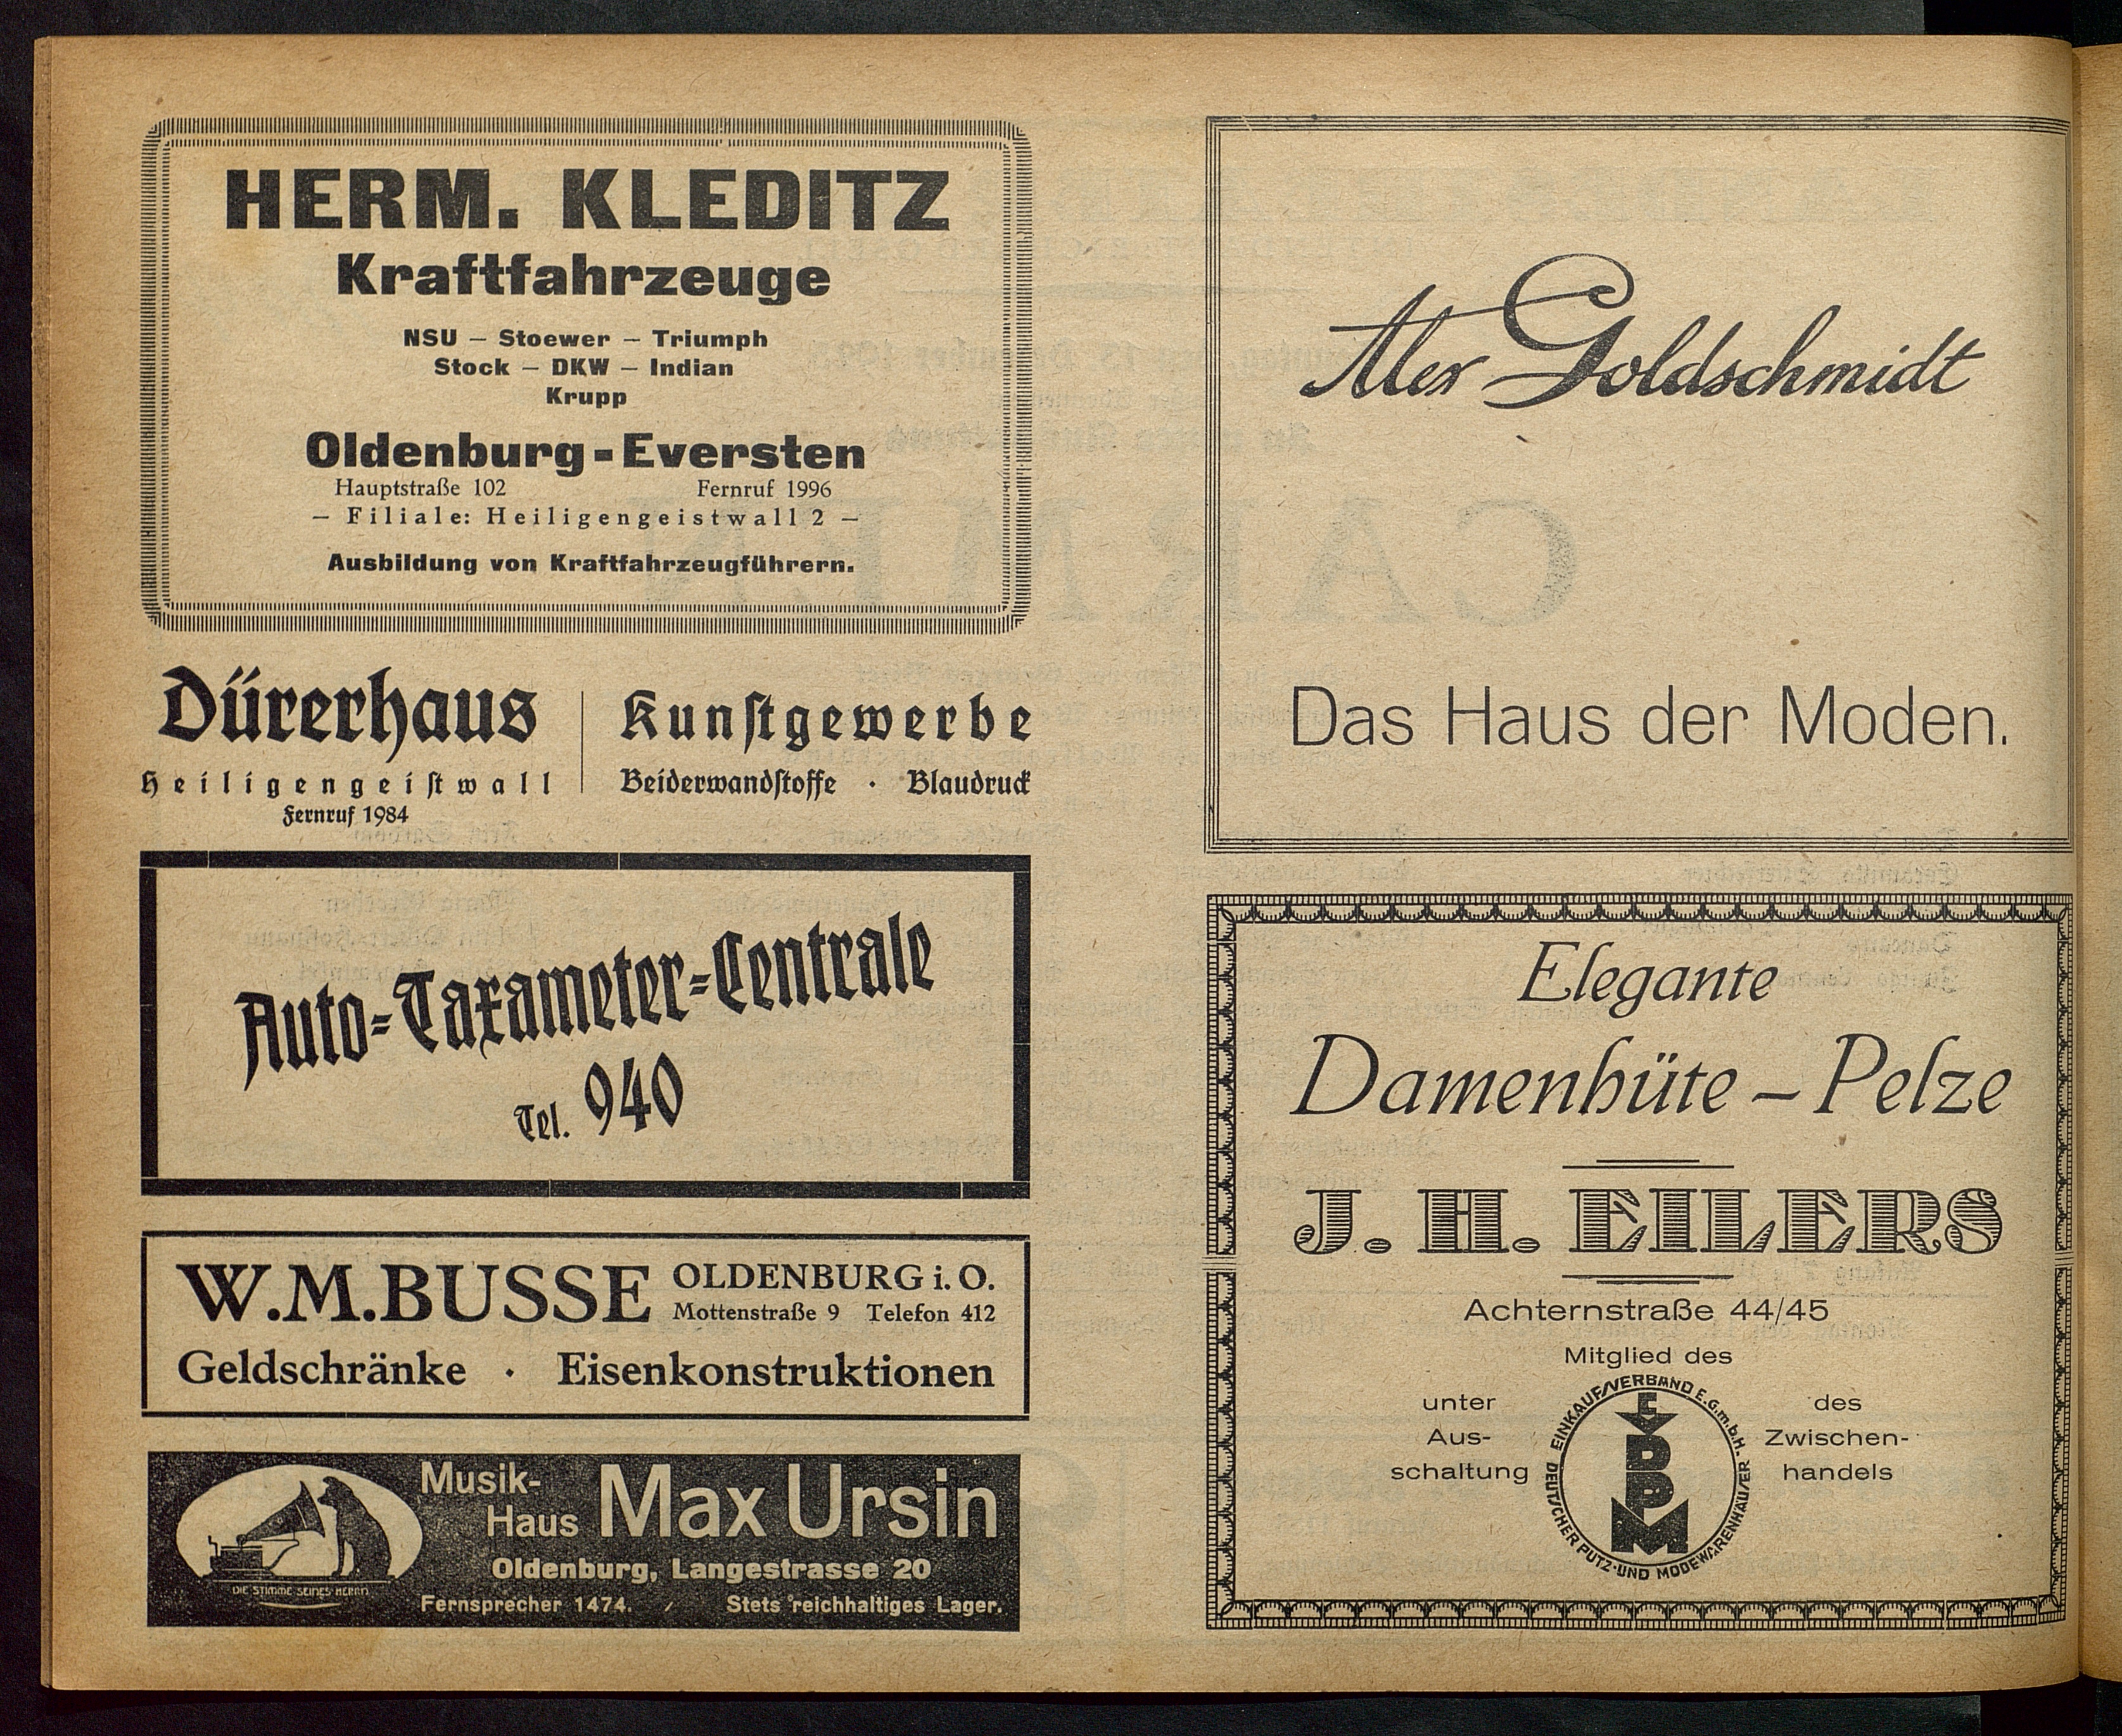 HERM. KLEDITZ
Kraftfahrzeuge
NSU – Stoewer – Triumph
Stock – DKW – Indian
Krupp
Oldenburg-Eversten
Hauptstraße 102 Fernruf 1996
– Filiale: Heiligengeistwall 2 –
Ausbildung von Kraftfahrzeugführern.
Dürerhaus
Heiligengeistwall
Fernruf 1984
Kunstgewerbe
Beiderwandstoffe · Blaudruck
Auto-Taxameter-Centrale
Tel. 940
W.M.BUSSE OLDENBURG i. O.
Mottenstraße 9 Telefon 412
Geldschränke · Eisenkonstruktionen
DIE STIMME SEINES HERRN
Musik-
Haus Max Ursin
Oldenburg, Langestrasse 20
Fernsprecher 1474. Stets reichhaltiges Lager.
Alex Goldschmidt
Das Haus der Moden.
Elegante
Damenhüte – Pelze
J. H. EILERS
Achternstraße 44/45
Mitglied des
unter
Aus-
schaltung
EINKAUFSVERBAND E.G.m.b.H.
DEUTSCHER PUTZ-UND MODEWARENHÄUSER
EDPM
des
Zwischen-
handels